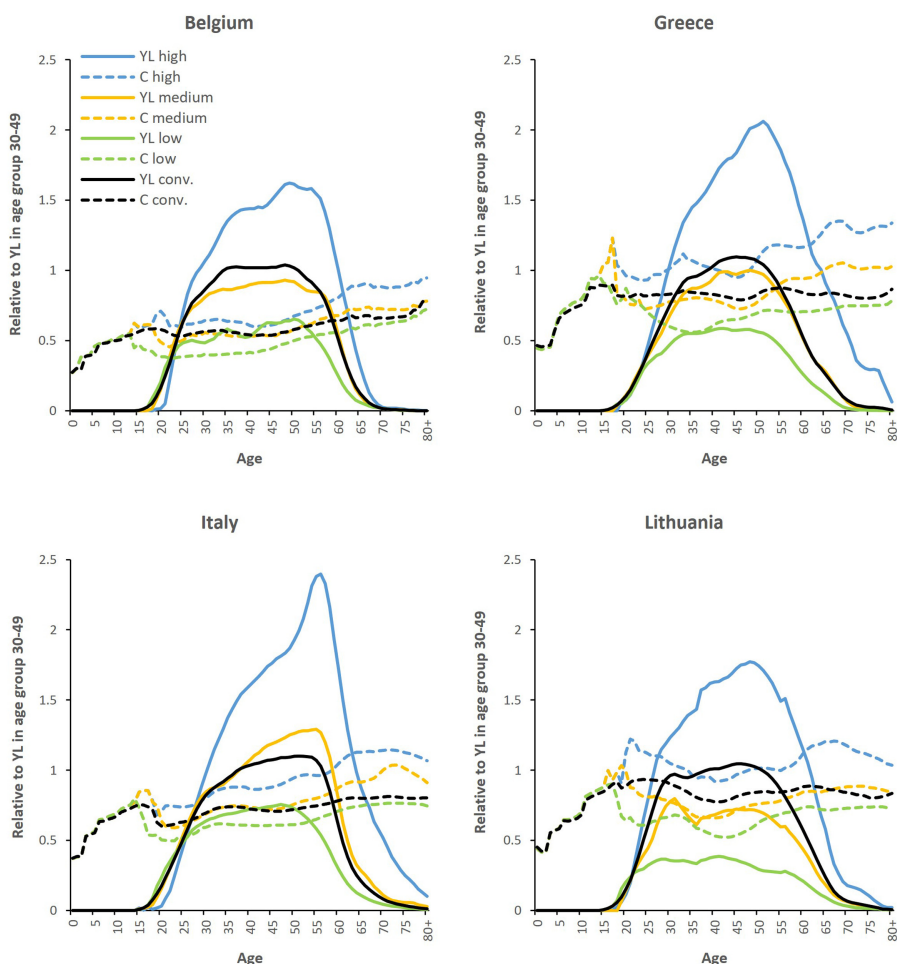 Belgium
Relative to YL in age group 30-49
2.5
2
1.5
1
0.5
0
YL high
C high
YL medium
C medium
YL low
C low
YL conv.
C conv.
0 5 10 15 20 25 30 35 40 45 50 55 60 65 70 75 80+
Age
Greece
Relative to YL in age group 30-49
2.5
2
1.5
1
0.5
0
0 5 10 15 20 25 30 35 40 45 50 55 60 65 70 75 80+
Age
Italy
Relative to YL in age group 30-49
2.5
2
1.5
1
0.5
0
0 5 10 15 20 25 30 35 40 45 50 55 60 65 70 75 80+
Age
Lithuania
Relative to YL in age group 30-49
2.5
2
1.5
1
0.5
0
0 5 10 15 20 25 30 35 40 45 50 55 60 65 70 75 80+
Age